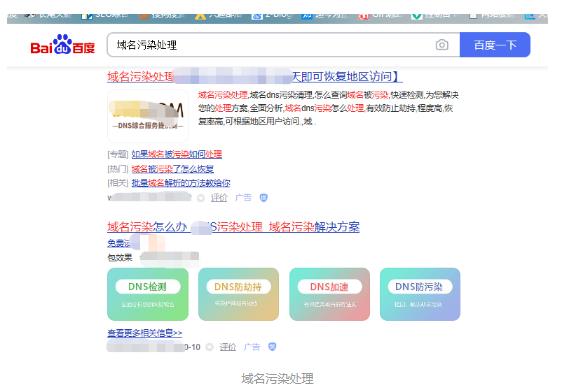 Bai du 百度
域名污染处理
百度一下
域名污染处理 天即可恢复地区访问】
域名污染处理,域名dns污染清理,怎么查询域名被污染,快速检测,为您解决
您的处理方案,全面分析,域名dns污染怎么处理,有效防止劫持,程度高,恢
复率高,可根据地区用户访问,域.
DNS综合服务提
[专题] 如果域名被污染如何处理
[热门] 域名被污染了怎么恢复
[相关] 批量域名解析的方法教给你
评价 广告
域名污染怎么办 S污染处理 域名污染解决方案
免费
包效果
DNS检测
DNS防劫持
DNS加速
DNS防污染
查看更多相关信息>>
0-10 评价 广告
域名污染处理